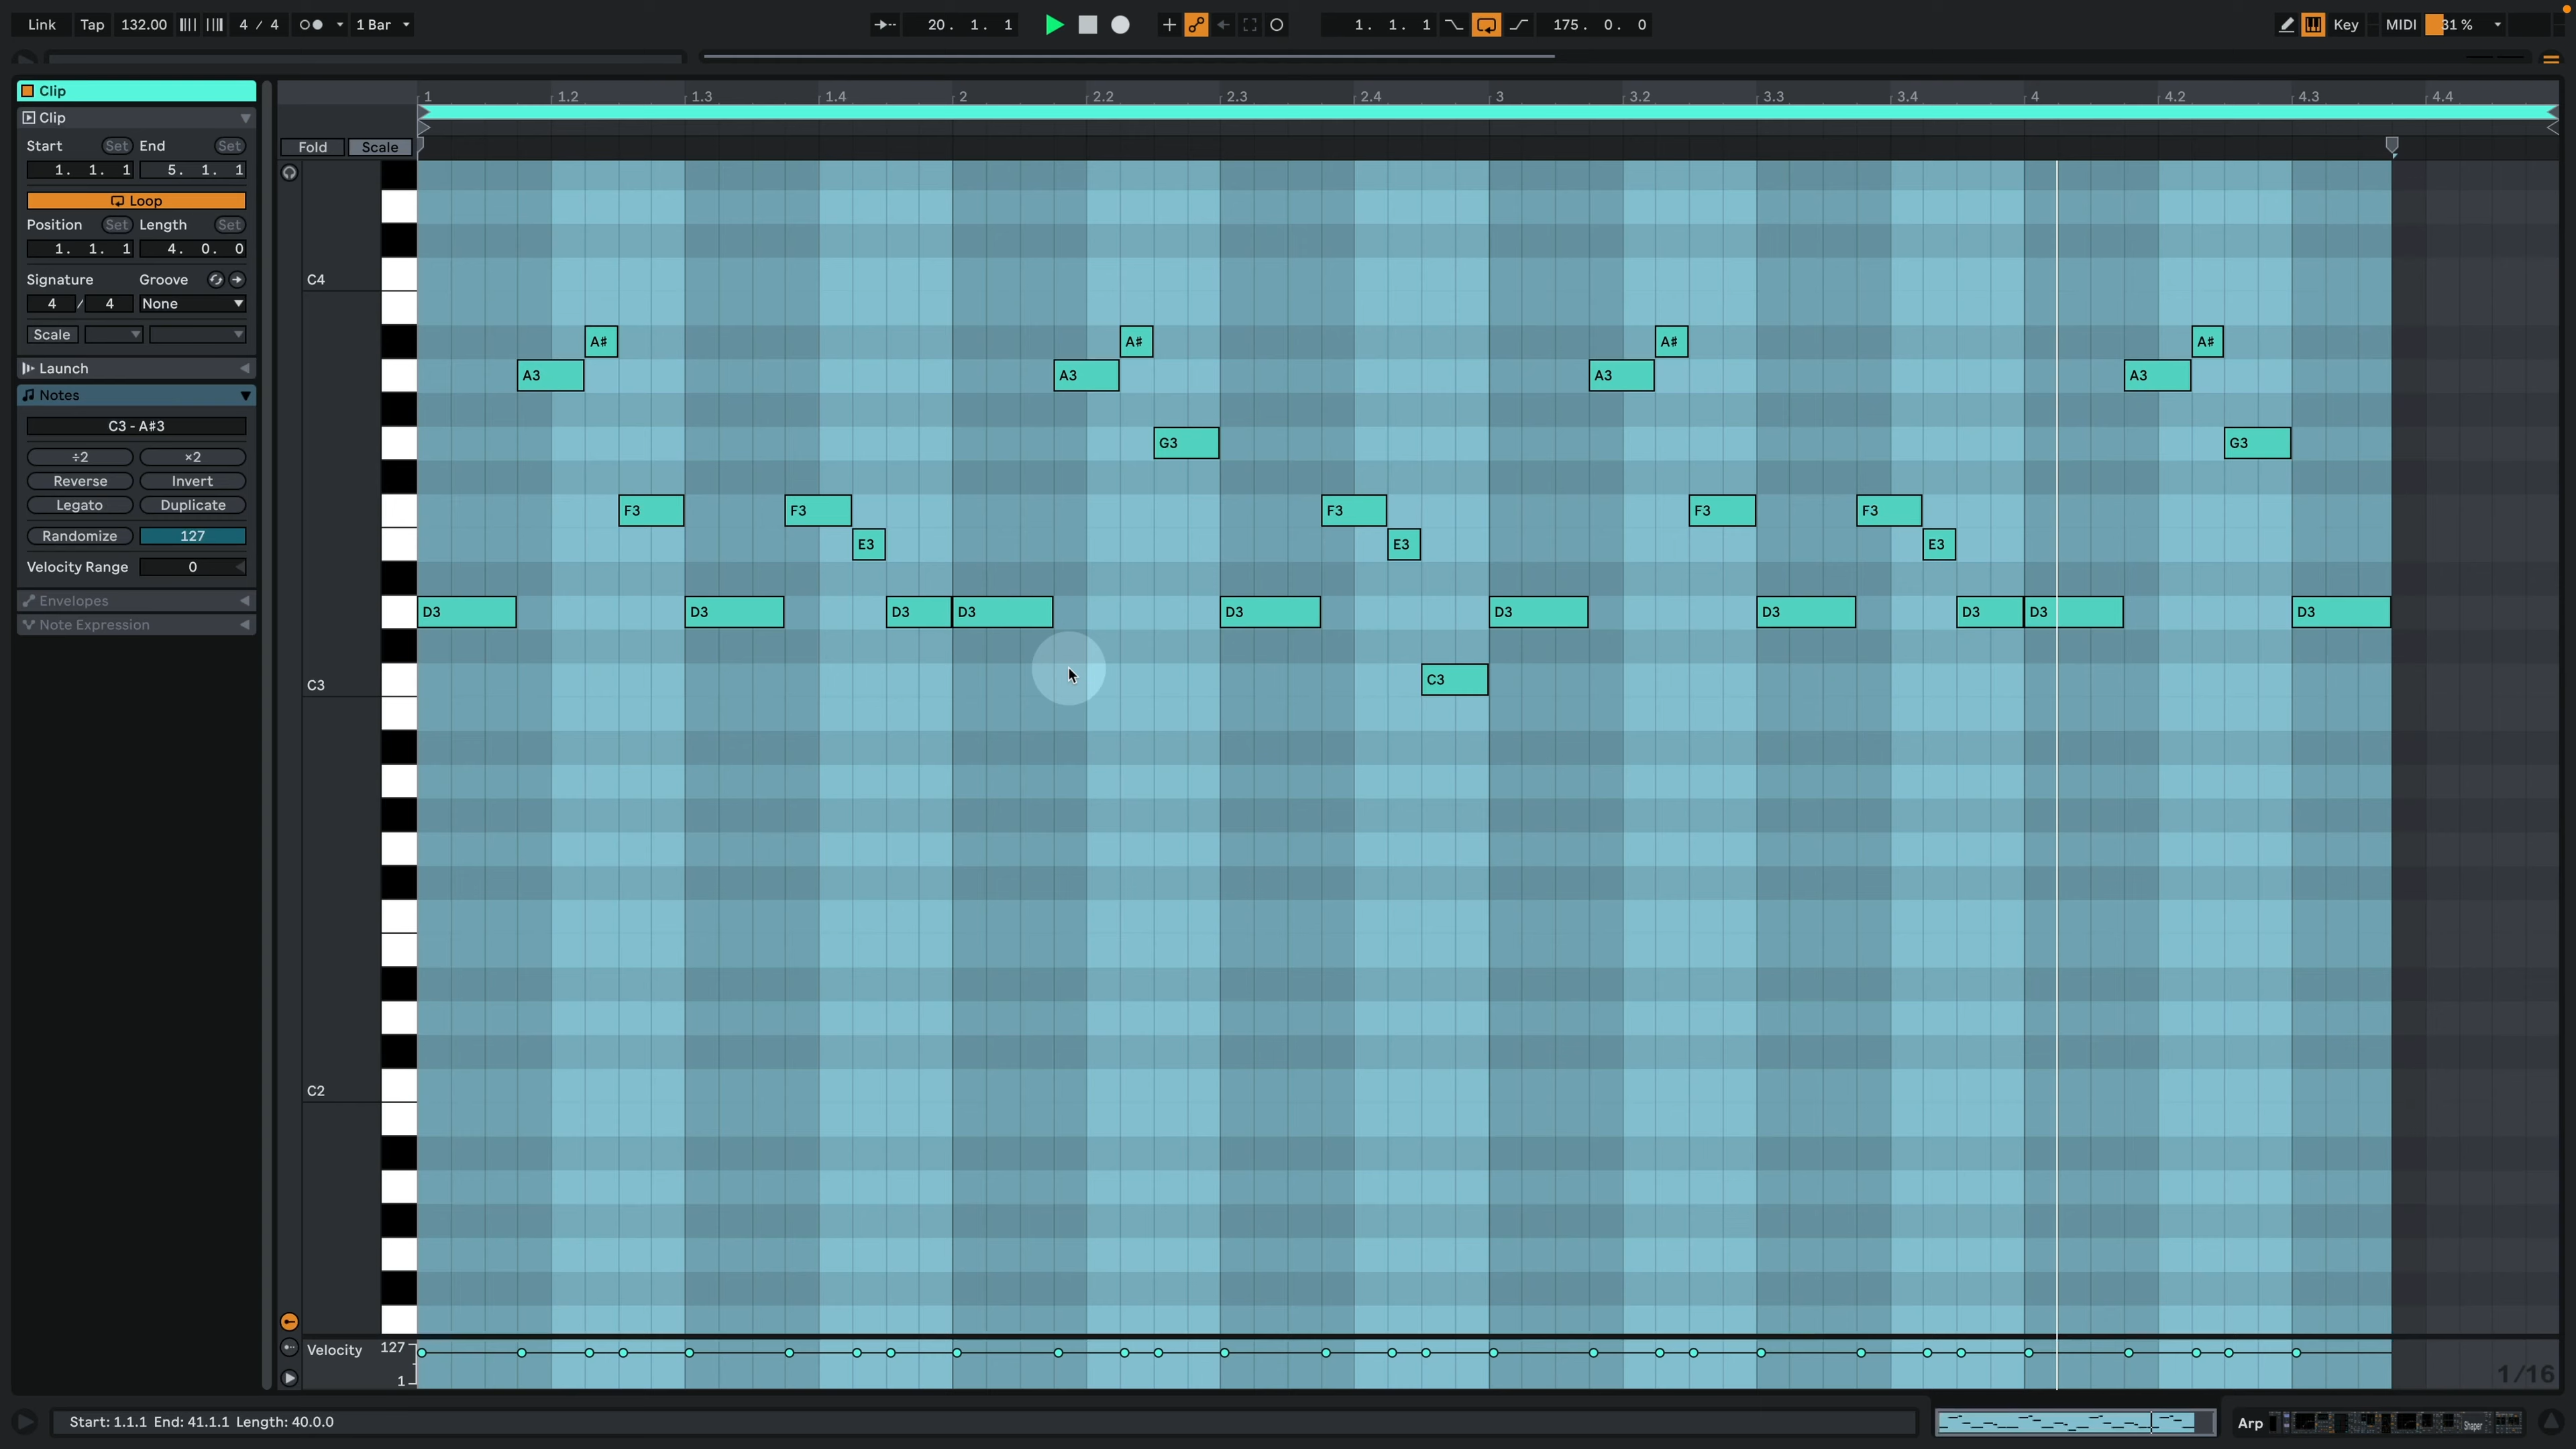 Link Tap 132.00 4 / 4 1 Bar 20. 1. 1 1. 1. 1 175. 0. 0 Key MIDI 31 %
Clip
1 1.2 1.3 1.4 2 2.2 2.3 2.4 3 3.2 3.3 3.4 4 4.2 4.3 4.4
Clip
Start Set End Set
1. 1. 1 5. 1. 1
Loop
Position Set Length Set
1. 1. 1 4. 0. 0
Signature Groove
4 / 4 None
Scale
Launch
Notes
C3 - A#3
÷2 ×2
Reverse Invert
Legato Duplicate
Randomize 127
Velocity Range 0
Envelopes
Note Expression
Fold Scale
C4
A# A# A# A#
A3 A3 A3 A3
G3 G3
F3 F3 F3 F3 F3
E3 E3 E3
D3 D3 D3 D3 D3 D3 D3 D3 D3 D3
C3 C3
C2
Velocity 127
1
1/16
Start: 1.1.1 End: 41.1.1 Length: 40.0.0
Arp Shaper